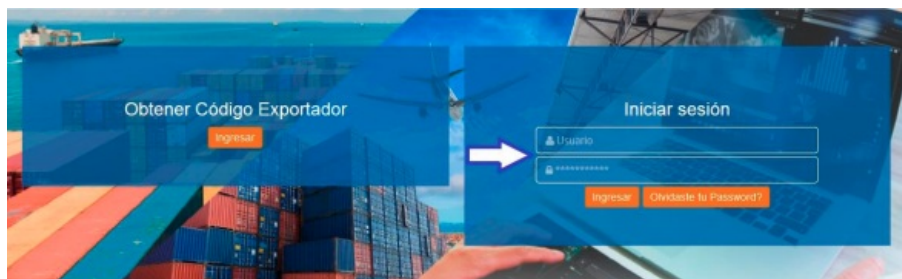 Obtener Código Exportador
Ingresar
Iniciar sesión
Usuario
***********
Ingresar
Olvidaste tu Password?